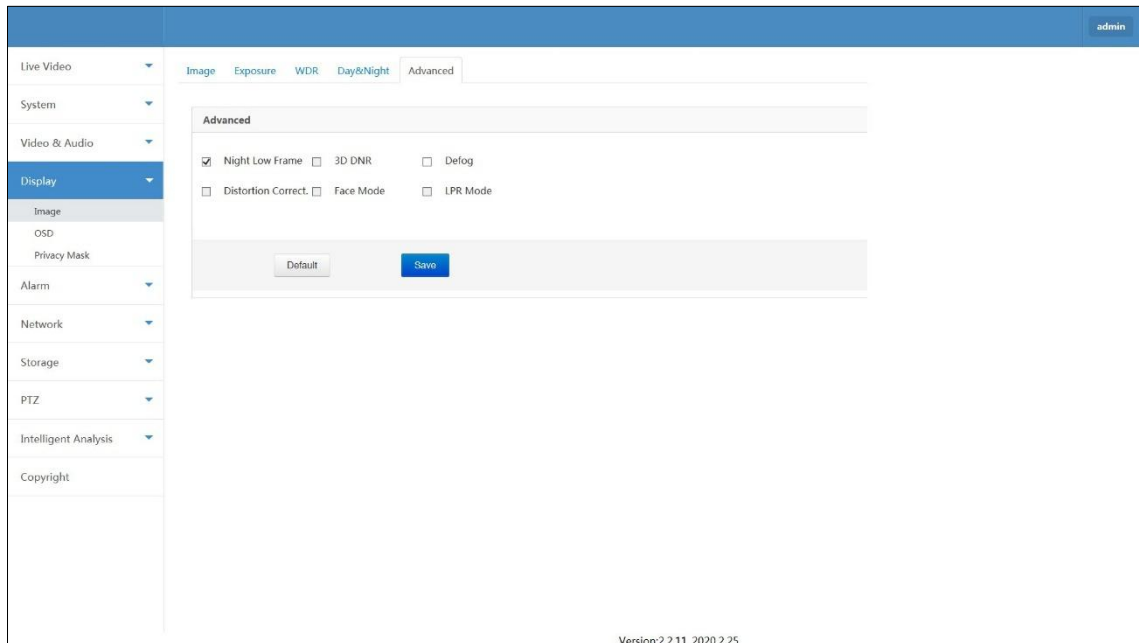 admin
Live Video
System
Video & Audio
Display
Image
OSD
Privacy Mask
Alarm
Network
Storage
PTZ
Intelligent Analysis
Copyright
Image Exposure WDR Day&Night Advanced
Advanced
Night Low Frame 3D DNR Defog
Distortion Correct. Face Mode LPR Mode
Default Save
Version:2.2.11_2020.2.25